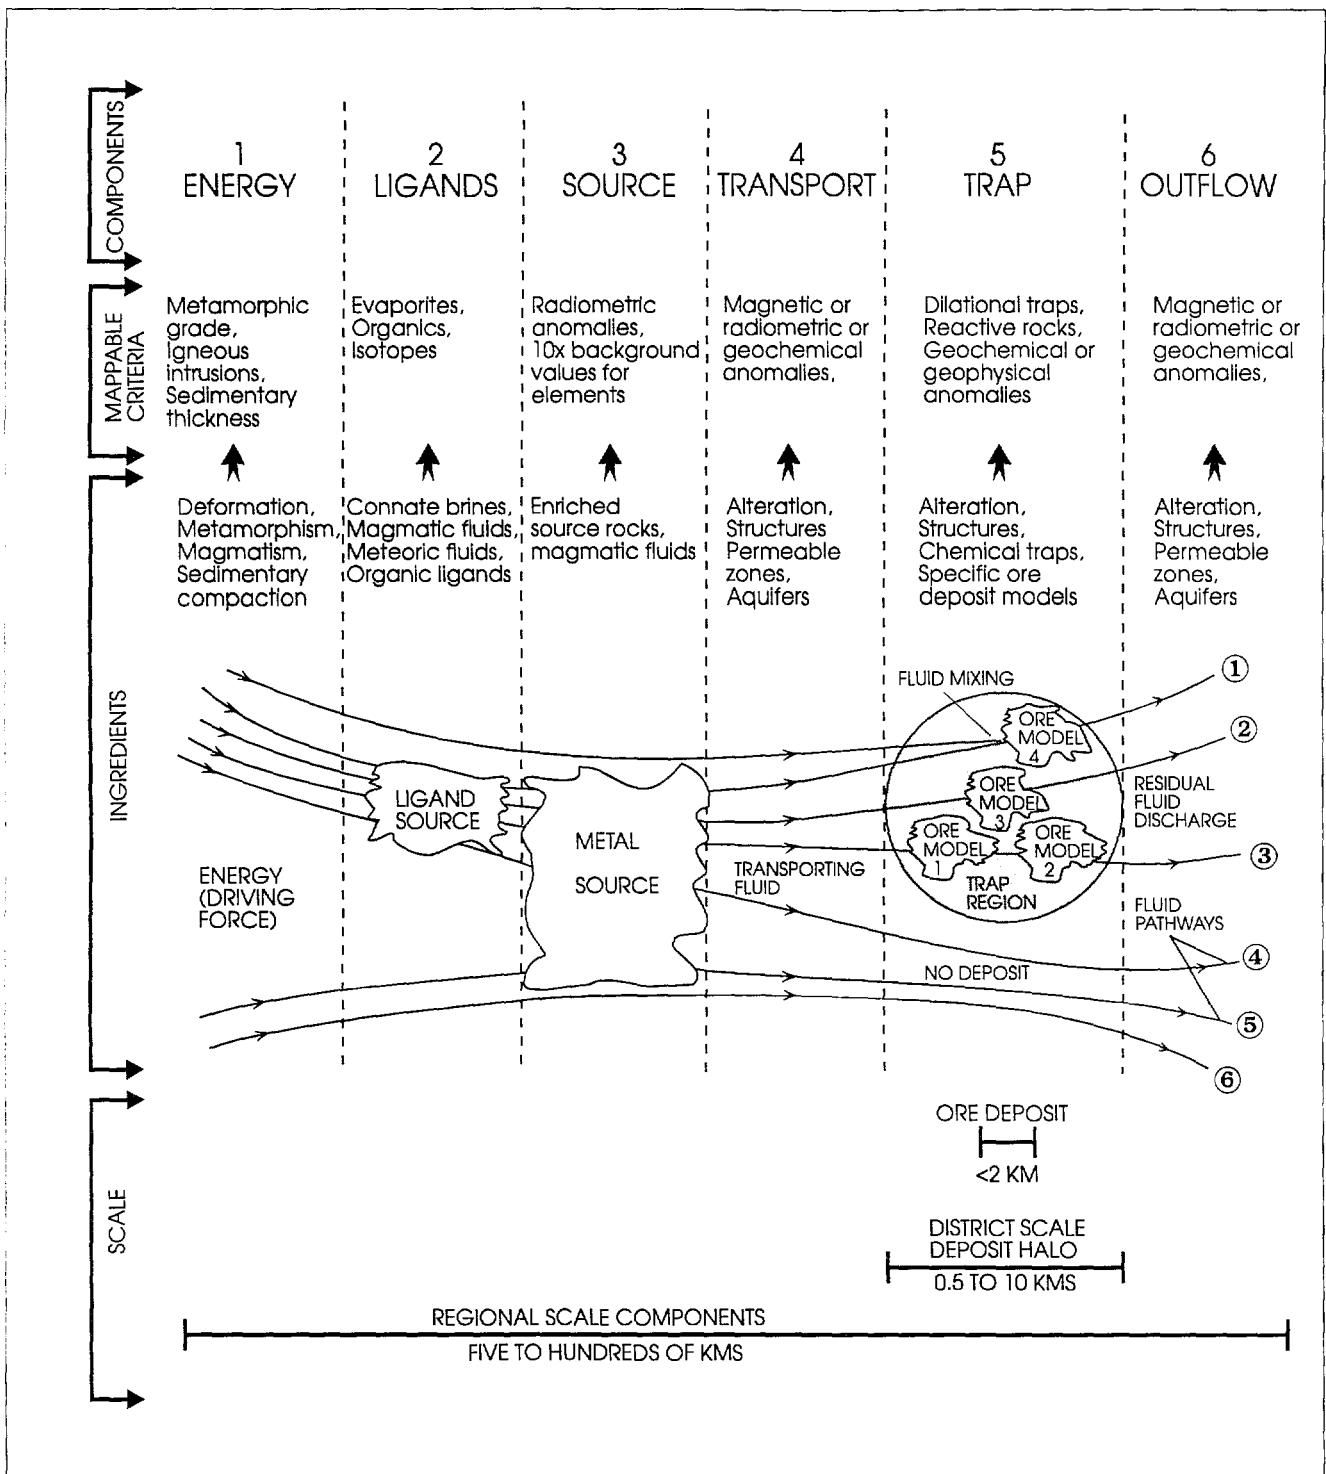 COMPONENTS
1
ENERGY
2
LIGANDS
3
SOURCE
4
TRANSPORT
5
TRAP
6
OUTFLOW
MAPPABLE
CRITERIA
Metamorphic
grade,
Igneous
intrusions,
Sedimentary
thickness
Evaporites,
Organics,
Isotopes
Radiometric
anomalies,
10x background
values for
elements
Magnetic or
radiometric or
geochemical
anomalies,
Dilational traps,
Reactive rocks,
Geochemical or
geophysical
anomalies
Magnetic or
radiometric or
geochemical
anomalies,
INGREDIENTS
Deformation,
Metamorphism,
Magmatism,
Sedimentary
compaction
Connate brines,
Magmatic fluids,
Meteoric fluids,
Organic ligands
Enriched
source rocks,
magmatic fluids
Alteration,
Structures
Permeable
zones,
Aquifers
Alteration,
Structures,
Chemical traps,
Specific ore
deposit models
Alteration,
Structures,
Permeable
zones,
Aquifers
ENERGY
(DRIVING
FORCE)
LIGAND
SOURCE
METAL
SOURCE
TRANSPORTING
FLUID
FLUID MIXING
ORE
MODEL
4
ORE
MODEL
3
ORE
MODEL
1
ORE
MODEL
2
TRAP
REGION
NO DEPOSIT
1
2
RESIDUAL
FLUID
DISCHARGE
3
FLUID
PATHWAYS
4
5
6
SCALE
ORE DEPOSIT
<2 KM
DISTRICT SCALE
DEPOSIT HALO
0.5 TO 10 KMS
REGIONAL SCALE COMPONENTS
FIVE TO HUNDREDS OF KMS